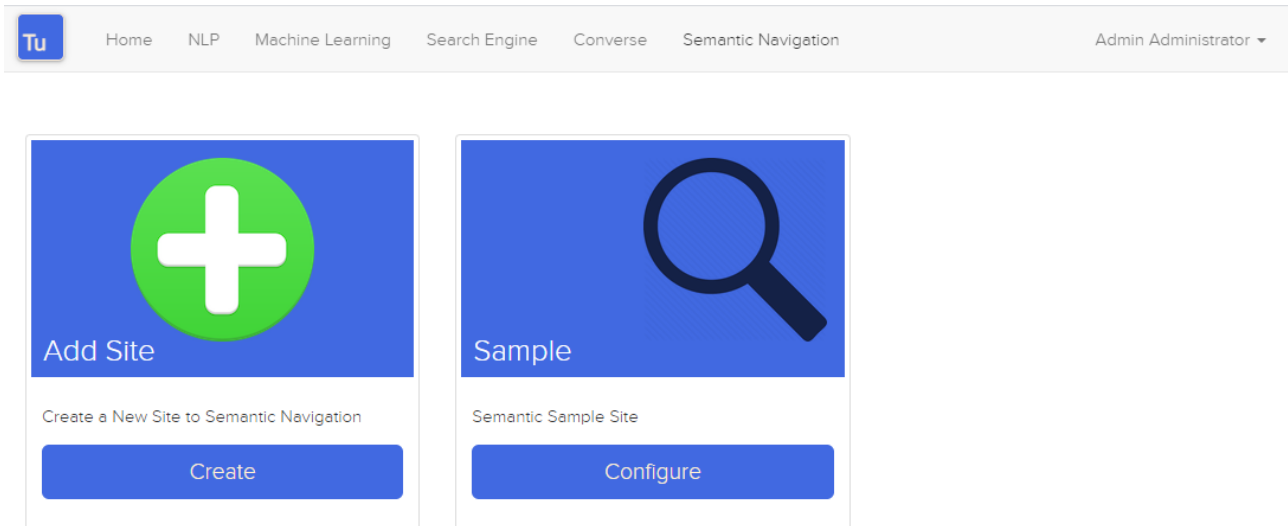 Tu Home NLP Machine Learning Search Engine Converse Semantic Navigation Admin Administrator
Add Site
Create a New Site to Semantic Navigation
Create
Sample
Semantic Sample Site
Configure